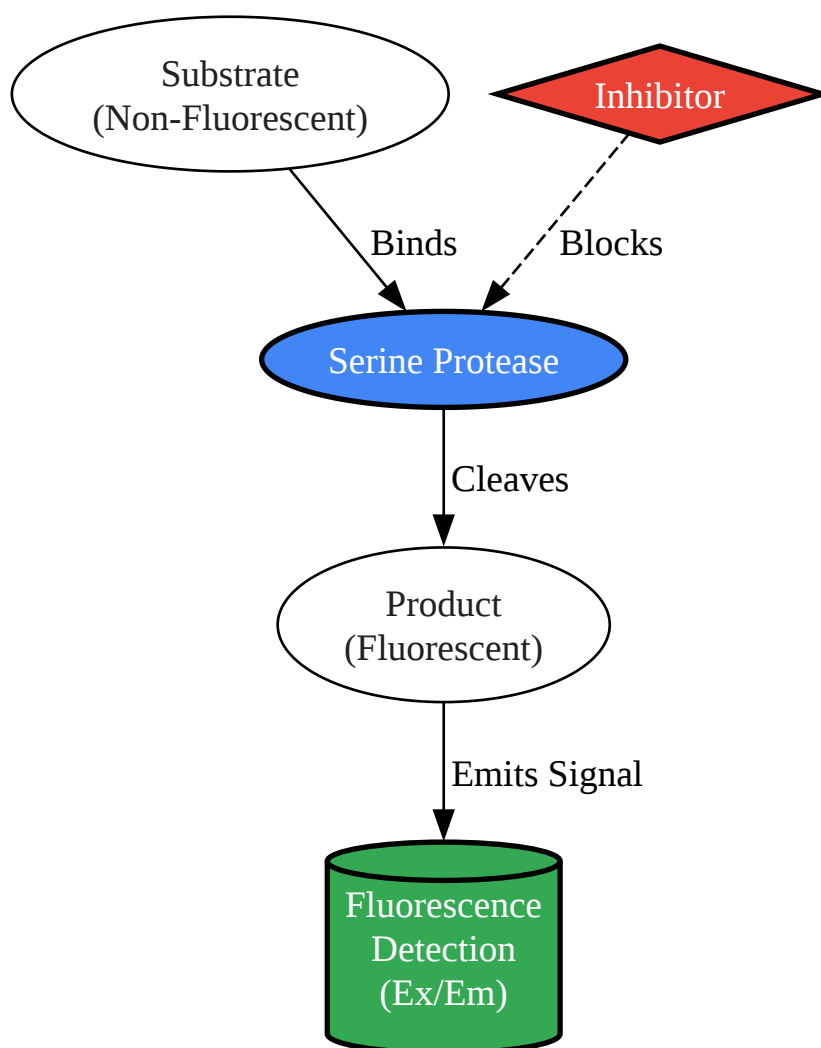 Substrate
(Non-Fluorescent)
Inhibitor
Binds
Blocks
Serine Protease
Cleaves
Product
(Fluorescent)
Emits Signal
Fluorescence
Detection
(Ex/Em)